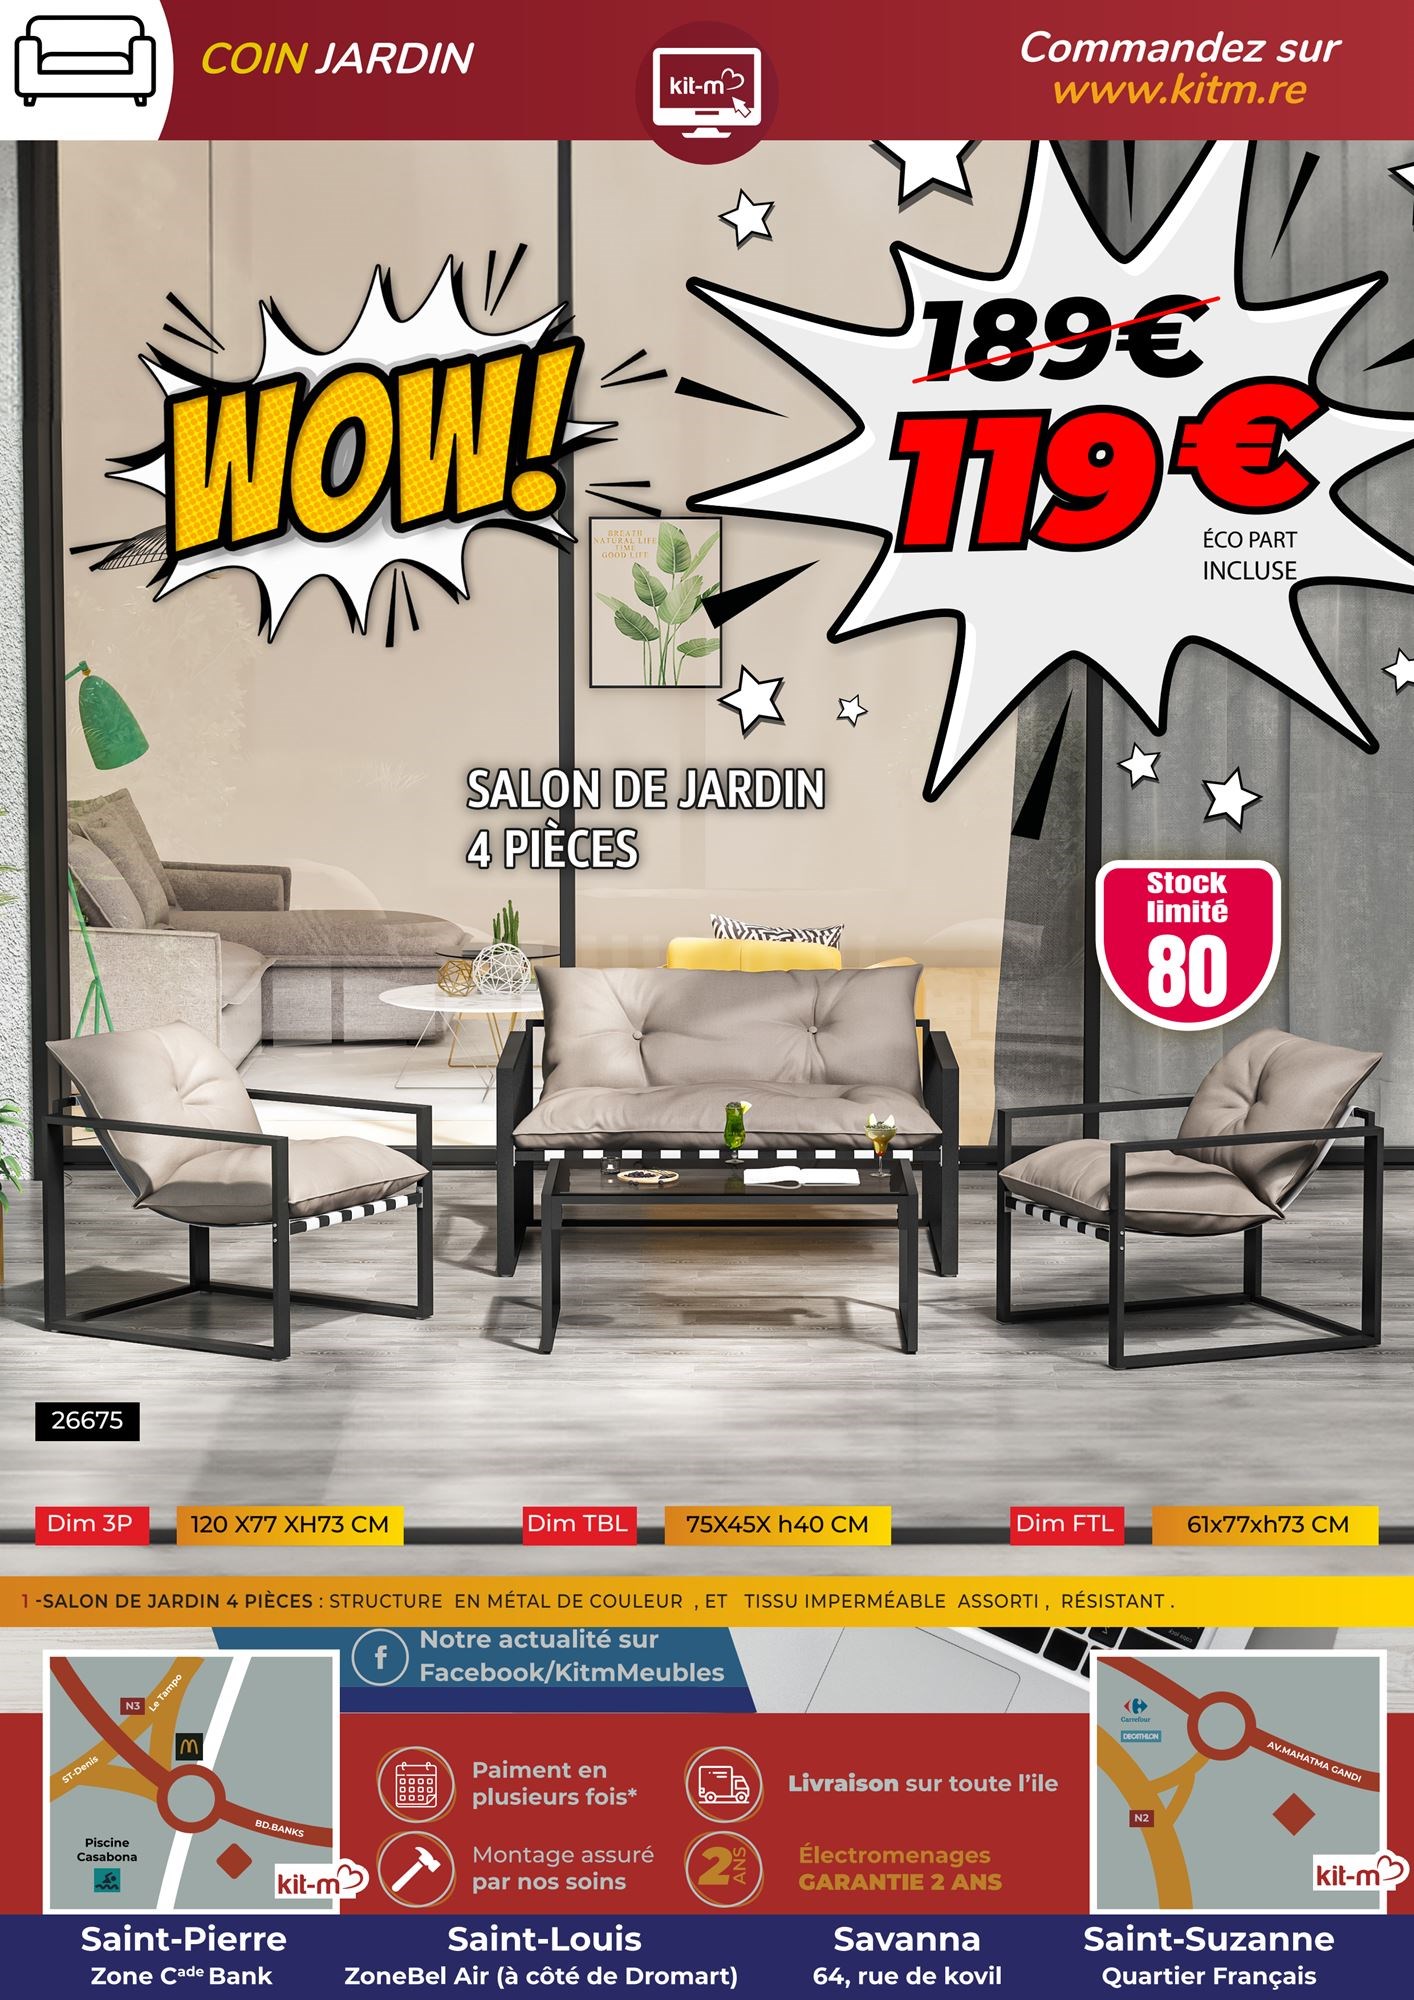 COIN JARDIN
kit-m
Commandez sur
www.kitm.re
WOW!
189€
119€
ÉCO PART
INCLUSE
BREATH
NATURAL LIFE
TIME
GOOD LIFE
SALON DE JARDIN
4 PIÈCES
Stock
limité
80
26675
Dim 3P
120 X77 XH73 CM
Dim TBL
75X45X h40 CM
Dim FTL
61x77xh73 CM
1 -SALON DE JARDIN 4 PIÈCES : STRUCTURE EN MÉTAL DE COULEUR , ET TISSU IMPERMÉABLE ASSORTI , RÉSISTANT .
f
Notre actualité sur
Facebook/KitmMeubles
N3
Le Tampo
ST-Denis
BD.BANKS
Piscine
Casabona
kit-m
Paiment en
plusieurs fois*
Livraison sur toute l'ile
Montage assuré
par nos soins
2 ANS
Électromenages
GARANTIE 2 ANS
Carrefour
DECATHLON
AV.MAHATMA GANDI
N2
kit-m
Saint-Pierre
Zone Cade Bank
Saint-Louis
ZoneBel Air (à côté de Dromart)
Savanna
64, rue de kovil
Saint-Suzanne
Quartier Français